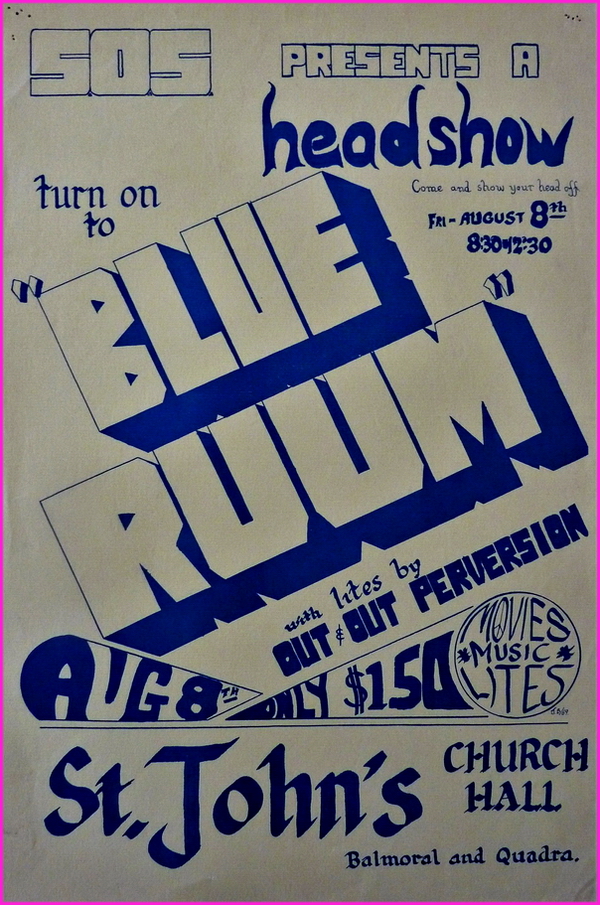 S.O.S.
PRESENTS A
headshow
Come and show your head off.
turn on
to
FRI - AUGUST 8th
8:30-12:30
"BLUE
RUUM"
with lites by
OUT & OUT PERVERSION
AUG 8TH
ONLY $1.50
MOVIES
*MUSIC*
LITES
St. John's
CHURCH
HALL
Balmoral and Quadra.